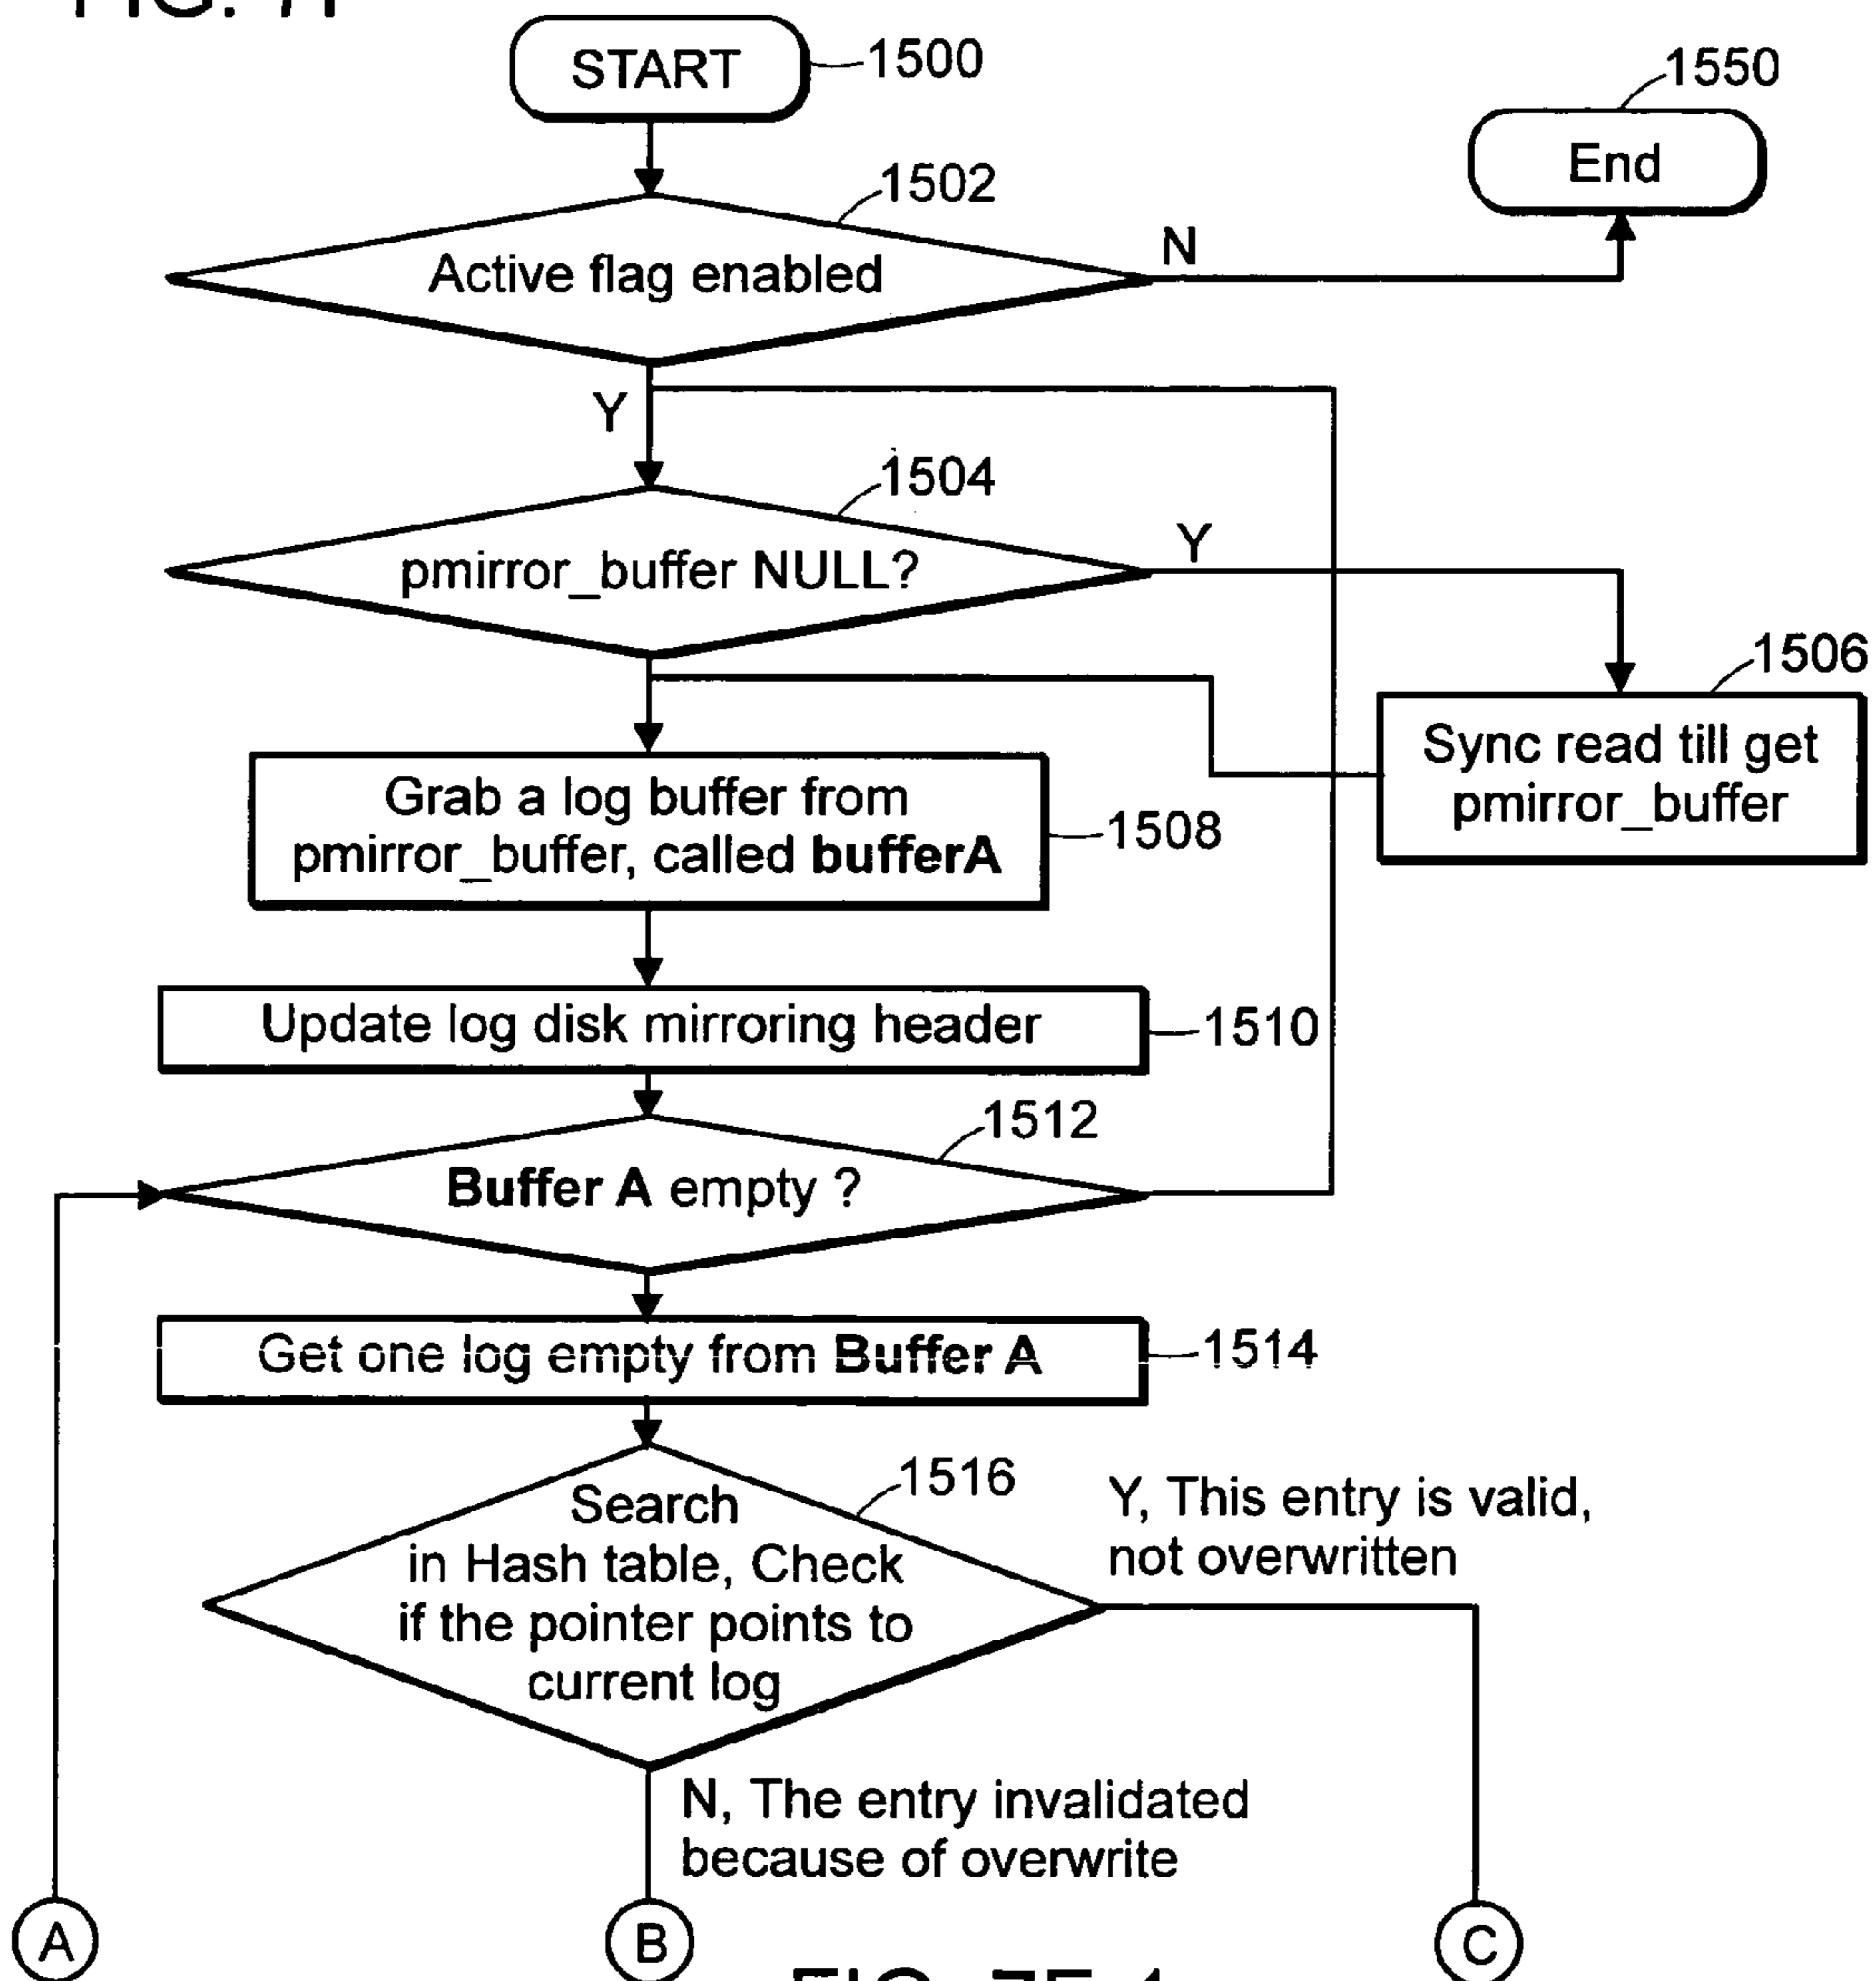 START
1500
1550
End
1502
Active flag enabled
N
Y
1504
pmirror_buffer NULL?
Y
1506
Sync read till get
pmirror_buffer
Grab a log buffer from
pmirror_buffer, called bufferA
1508
Update log disk mirroring header
1510
1512
Buffer A empty ?
Get one log empty from Buffer A
1514
1516
Search
in Hash table, Check
if the pointer points to
current log
Y, This entry is valid,
not overwritten
N, The entry invalidated
because of overwrite
A
B
C